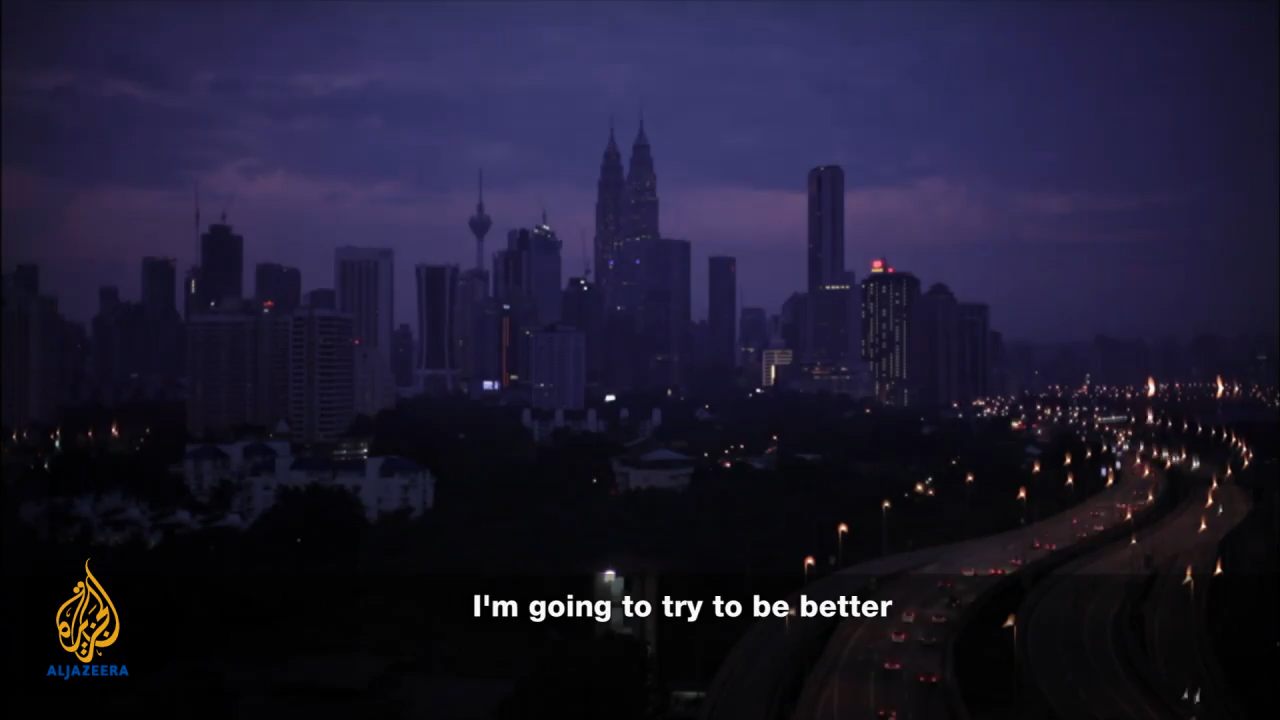 I'm going to try to be better
الجزيرة
ALJAZEERA